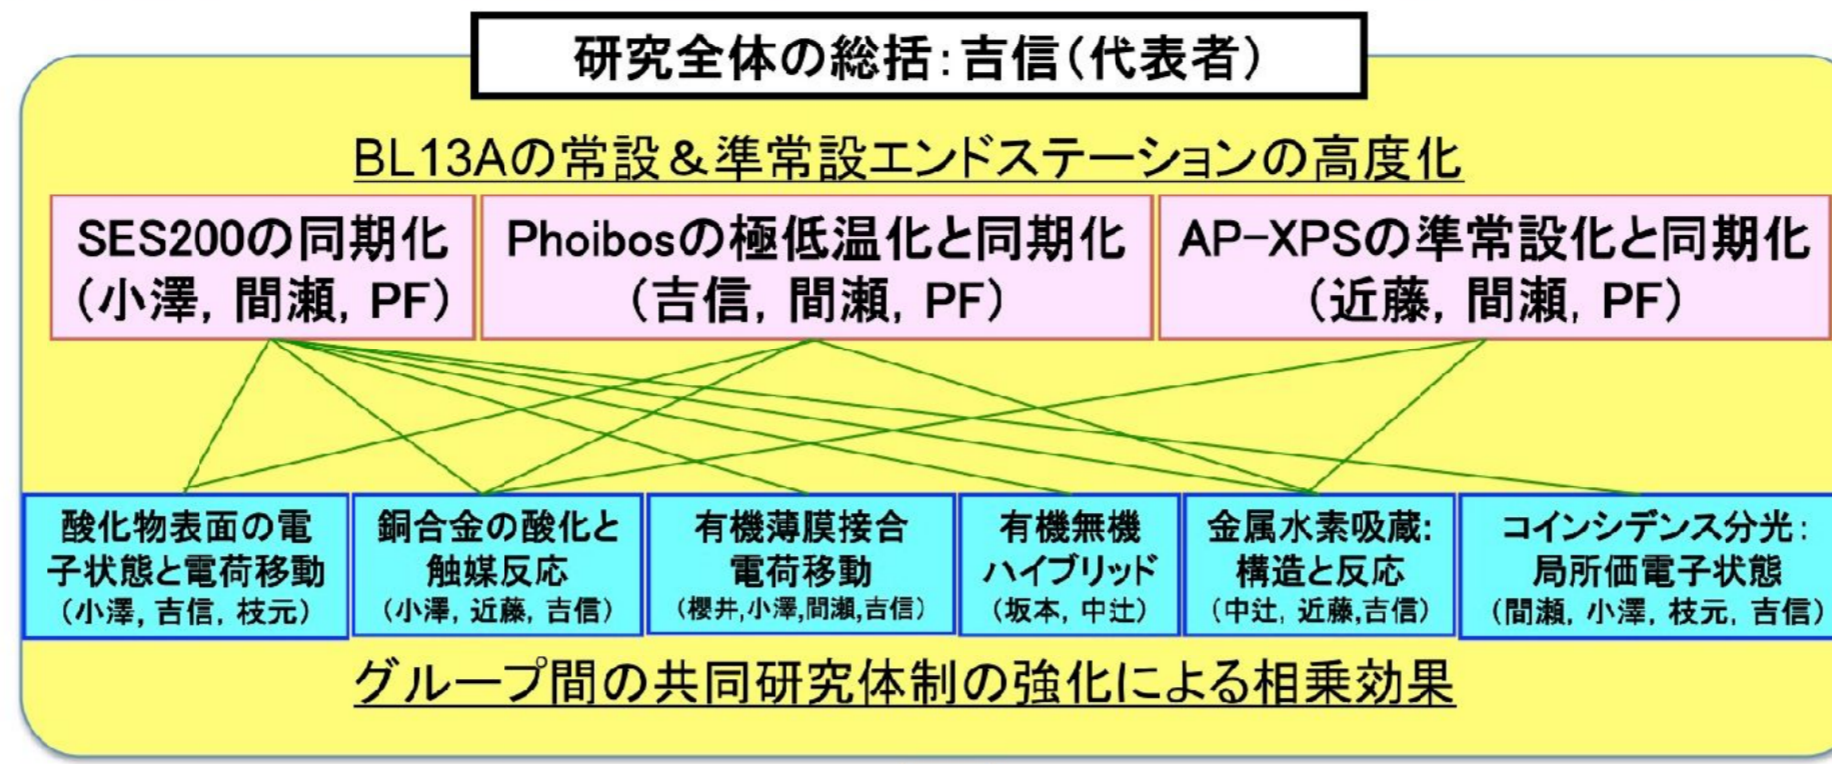 研究全体の総括:吉信(代表者)
BL13Aの常設&準常設エンドステーションの高度化
SES200の同期化
(小澤, 間瀬, PF)
Phoibosの極低温化と同期化
(吉信, 間瀬, PF)
AP-XPSの準常設化と同期化
(近藤, 間瀬, PF)
酸化物表面の電
子状態と電荷移動
(小澤, 吉信, 枝元)
銅合金の酸化と
触媒反応
(小澤, 近藤, 吉信)
有機薄膜接合
電荷移動
(櫻井,小澤,間瀬,吉信)
有機無機
ハイブリッド
(坂本, 中辻)
金属水素吸蔵:
構造と反応
(中辻, 近藤,吉信)
コインシデンス分光:
局所価電子状態
(間瀬, 小澤, 枝元, 吉信)
グループ間の共同研究体制の強化による相乗効果